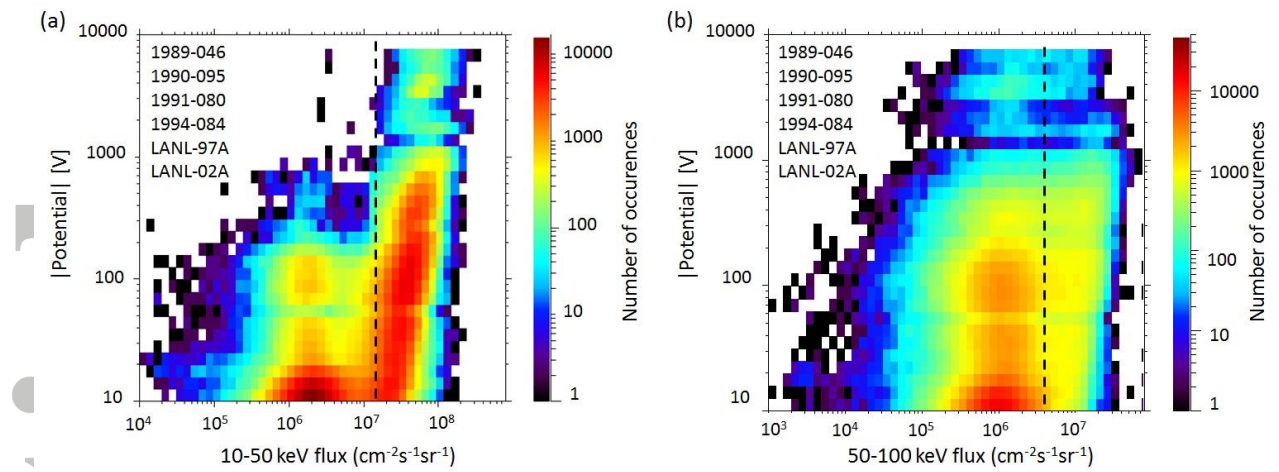 (a)
10000
1000
100
10
|Potential| [V]
1989-046
1990-095
1991-080
1994-084
LANL-97A
LANL-02A
10⁴ 10⁵ 10⁶ 10⁷ 10⁸
10-50 keV flux (cm⁻²s⁻¹sr⁻¹)
10000
1000
100
10
1
Number of occurences
(b)
10000
1000
100
10
|Potential| [V]
1989-046
1990-095
1991-080
1994-084
LANL-97A
LANL-02A
10³ 10⁴ 10⁵ 10⁶ 10⁷
50-100 keV flux (cm⁻²s⁻¹sr⁻¹)
10000
1000
100
10
1
Number of occurences